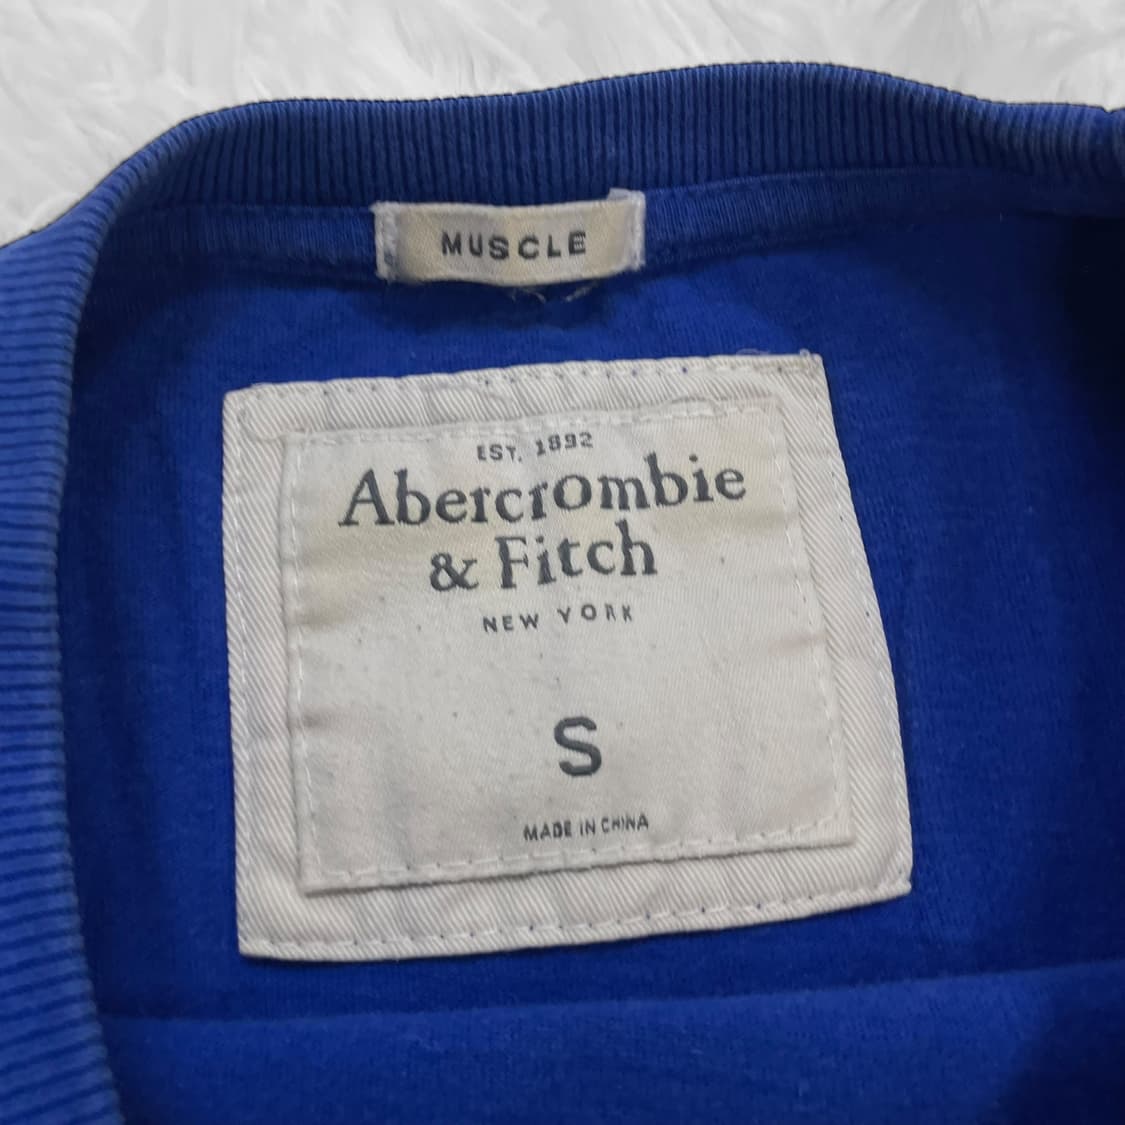 MUSCLE
EST. 1892
Abercrombie
& Fitch
NEW YORK
S
MADE IN CHINA